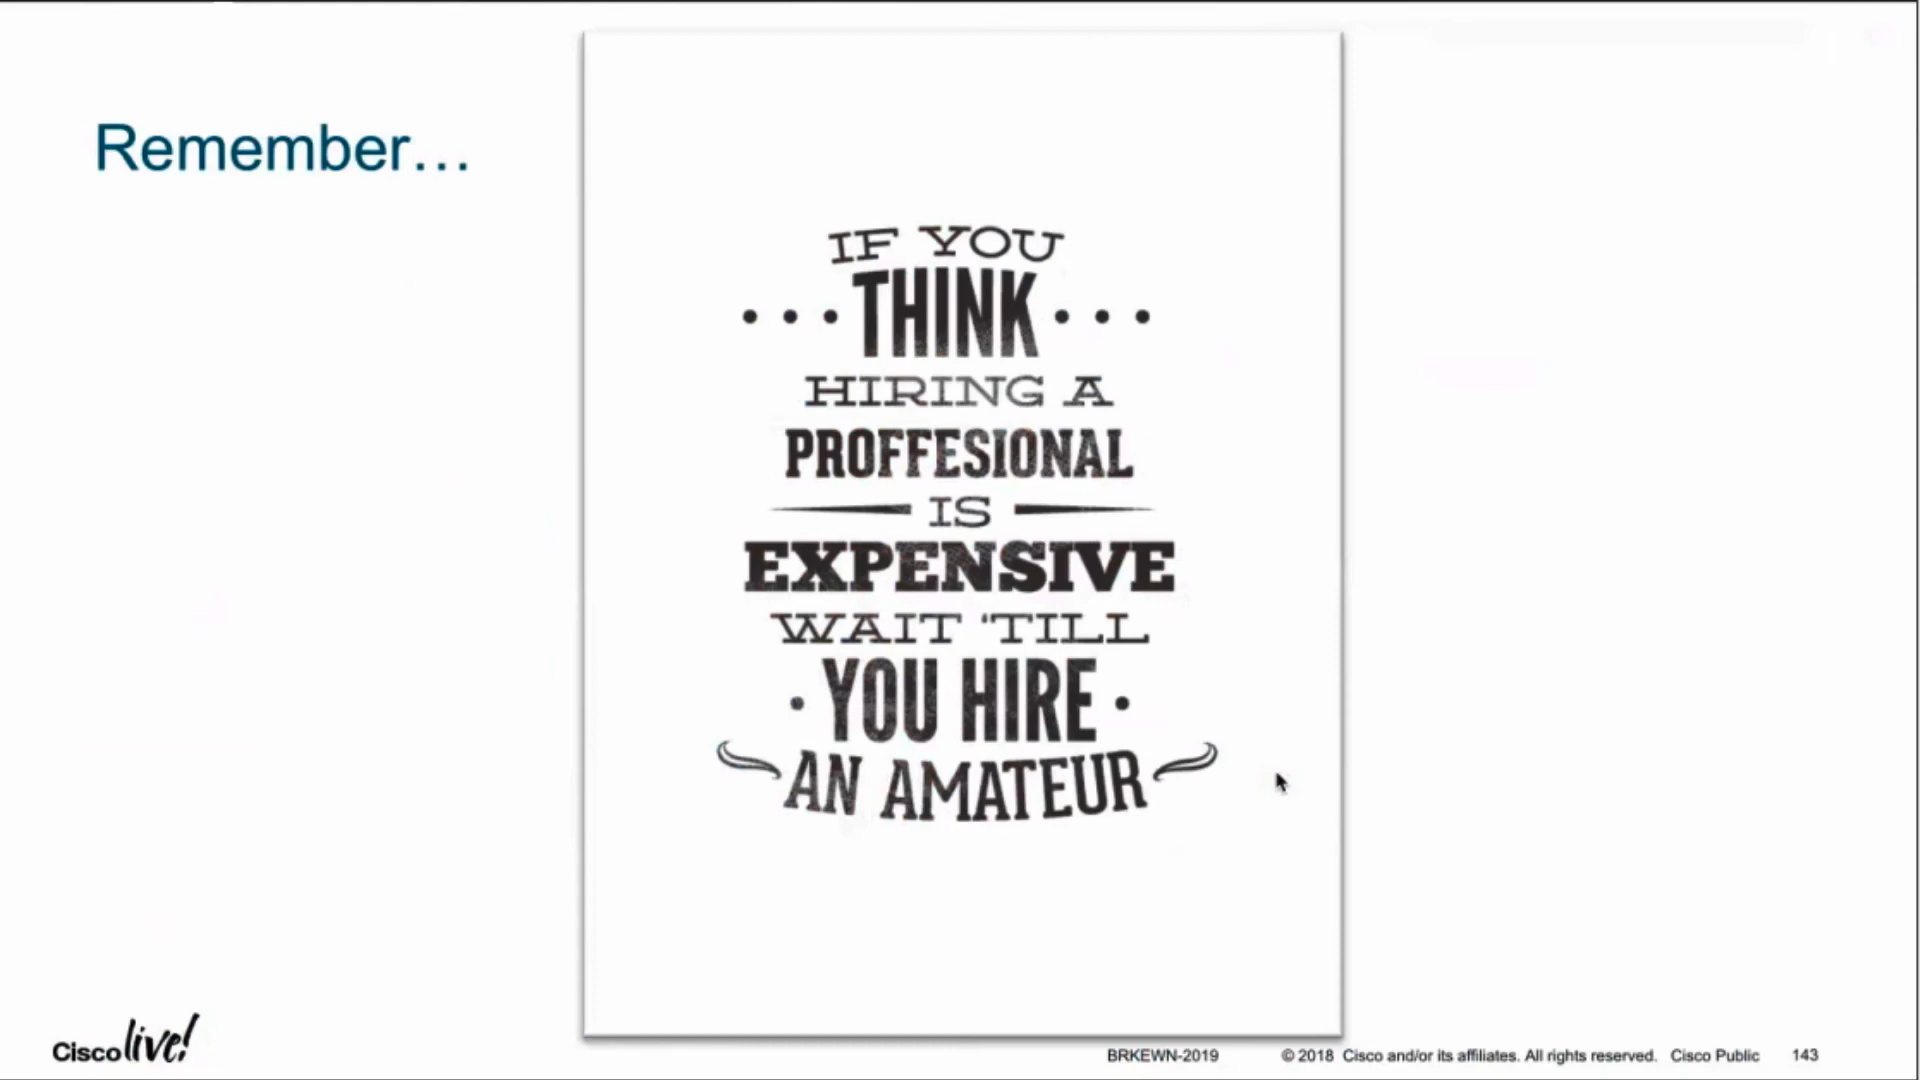 Remember…
IF YOU
THINK
HIRING A
PROFFESIONAL
IS
EXPENSIVE
WAIT ‘TILL
YOU HIRE
AN AMATEUR
Cisco live!
BRKEWN-2019 © 2018 Cisco and/or its affiliates. All rights reserved. Cisco Public 143